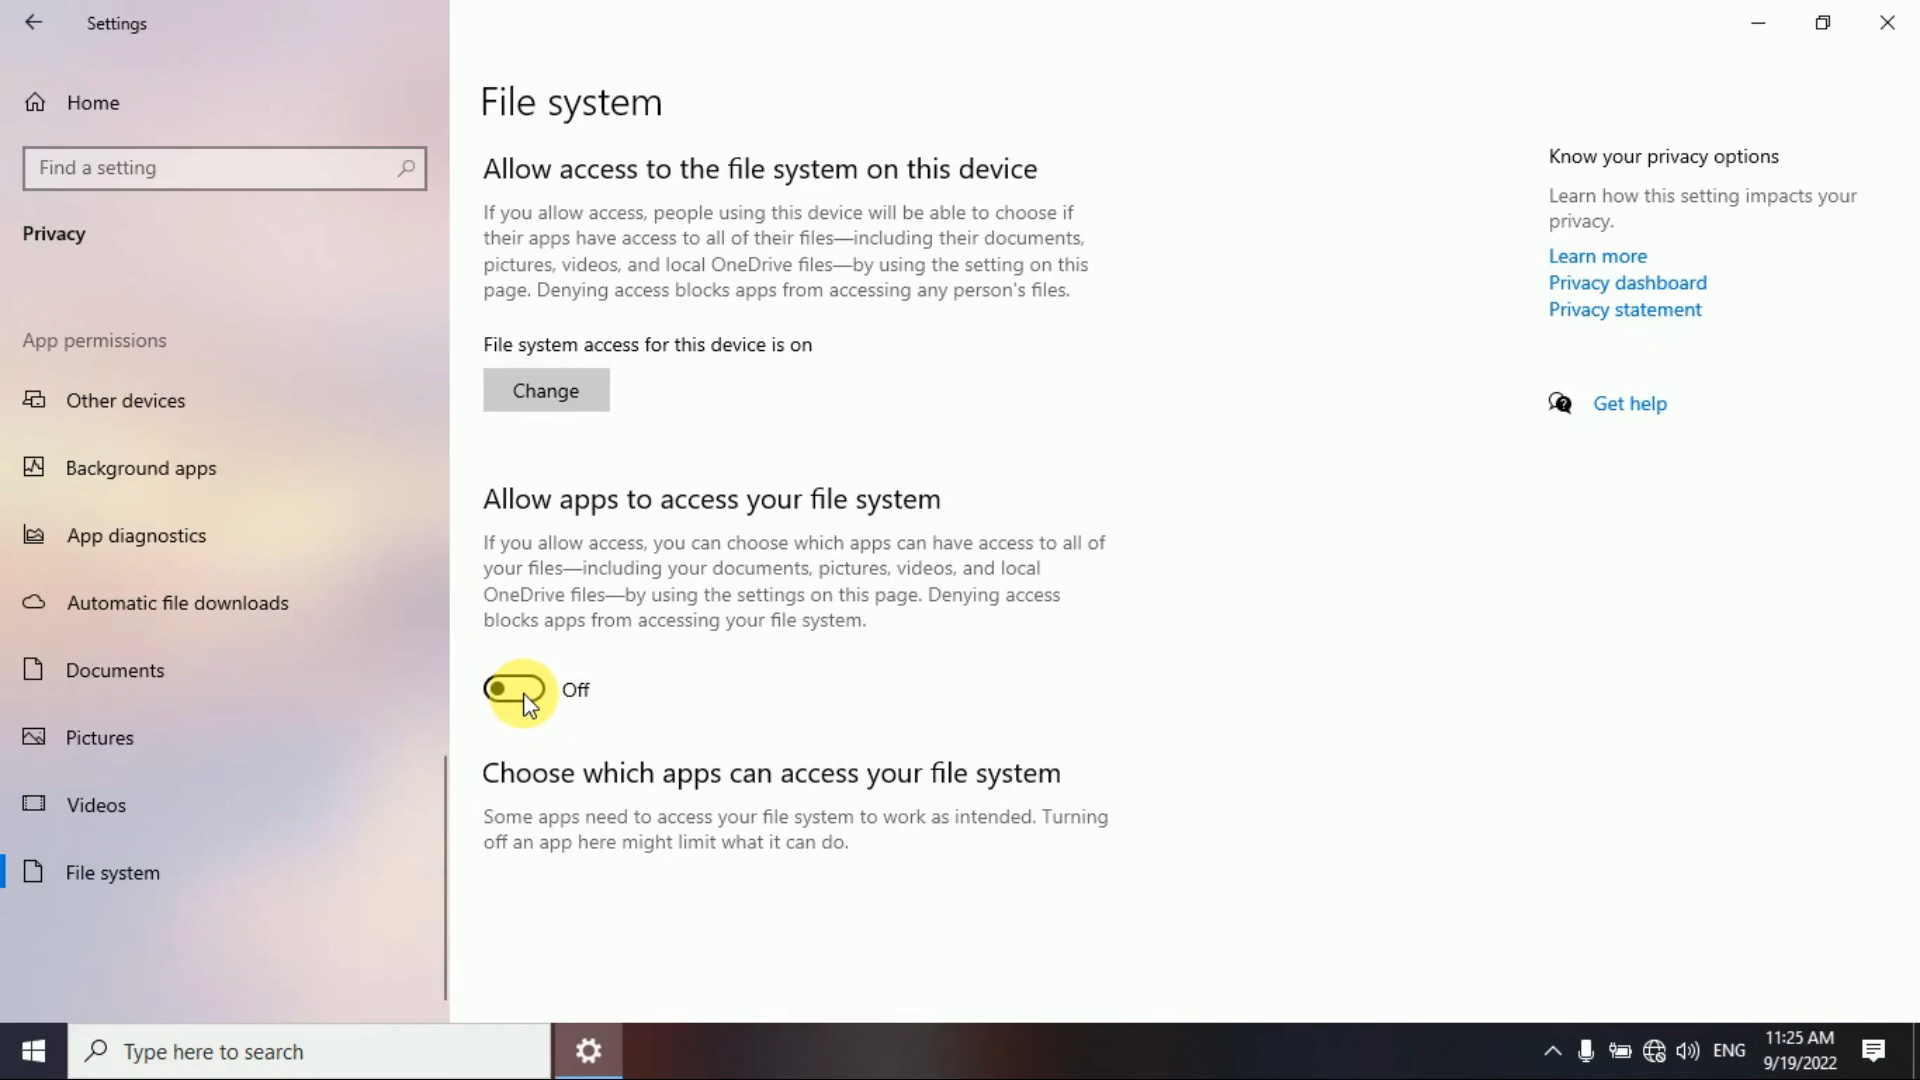 Settings
Home
Find a setting
Privacy
App permissions
Other devices
Background apps
App diagnostics
Automatic file downloads
Documents
Pictures
Videos
File system
File system
Allow access to the file system on this device
If you allow access, people using this device will be able to choose if
their apps have access to all of their files—including their documents,
pictures, videos, and local OneDrive files—by using the setting on this
page. Denying access blocks apps from accessing any person's files.
File system access for this device is on
Change
Allow apps to access your file system
If you allow access, you can choose which apps can have access to all of
your files—including your documents, pictures, videos, and local
OneDrive files—by using the settings on this page. Denying access
blocks apps from accessing your file system.
Off
Choose which apps can access your file system
Some apps need to access your file system to work as intended. Turning
off an app here might limit what it can do.
Know your privacy options
Learn how this setting impacts your
privacy.
Learn more
Privacy dashboard
Privacy statement
Get help
Type here to search
ENG
11:25 AM
9/19/2022